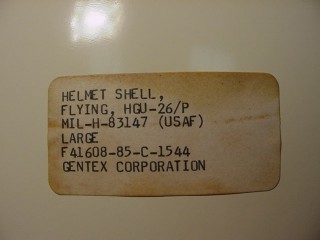 HELMET SHELL,
FLYING, HGU-26/P
MIL-H-83147 (USAF)
LARGE
F41608-85-C-1544
GENTEX CORPORATION